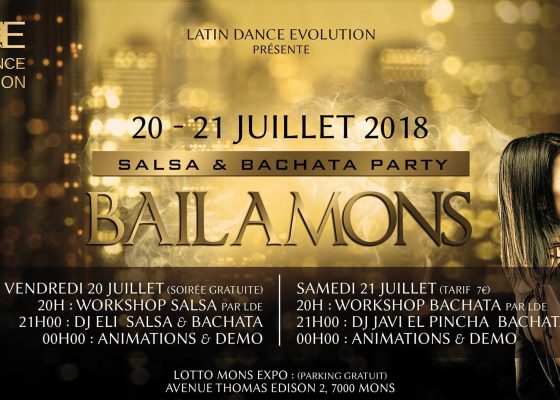 E
NCE
ON
LATIN DANCE EVOLUTION
PRÉSENTE
20 - 21 JUILLET 2018
SALSA & BACHATA PARTY
BAILAMONS
VENDREDI 20 JUILLET (SOIRÉE GRATUITE)
20H : WORKSHOP SALSA PAR LDE
21H00 : DJ ELI SALSA & BACHATA
00H00 : ANIMATIONS & DEMO
SAMEDI 21 JUILLET (TARIF 7€)
20H : WORKSHOP BACHATA PAR LDE
21H00 : DJ JAVI EL PINCHA BACHAT
00H00 : ANIMATIONS & DEMO
LOTTO MONS EXPO : (PARKING GRATUIT)
AVENUE THOMAS EDISON 2, 7000 MONS